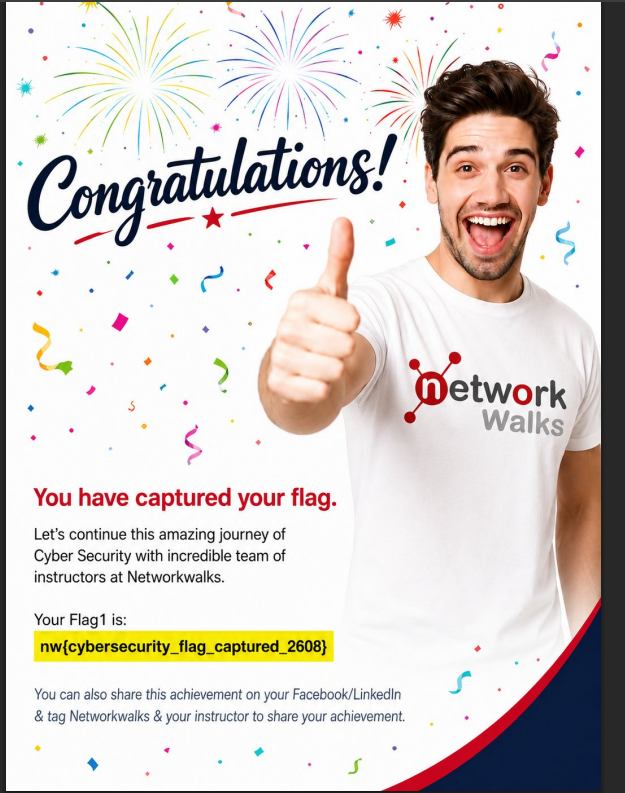 Congratulations!
network
Walks
You have captured your flag.
Let's continue this amazing journey of
Cyber Security with incredible team of
instructors at Networkwalks.
Your Flag1 is:
nw{cybersecurity_flag_captured_2608}
You can also share this achievement on your Facebook/LinkedIn
& tag Networkwalks & your instructor to share your achievement.